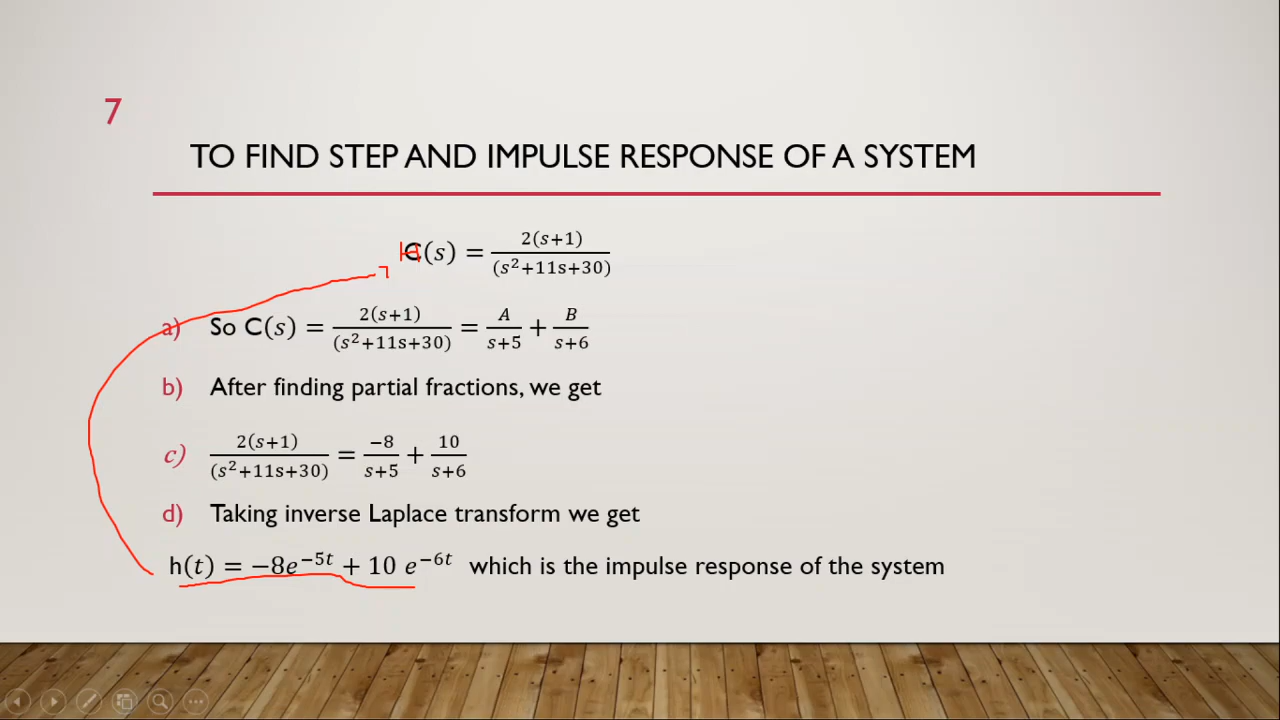 7
TO FIND STEP AND IMPULSE RESPONSE OF A SYSTEM
H
C(s) = 2(s+1)/(s²+11s+30)
a) So C(s) = 2(s+1)/(s²+11s+30) = A/s+5 + B/s+6
b) After finding partial fractions, we get
c) 2(s+1)/(s²+11s+30) = −8/s+5 + 10/s+6
d) Taking inverse Laplace transform we get
h(t) = −8e⁻⁵ᵗ + 10 e⁻⁶ᵗ which is the impulse response of the system